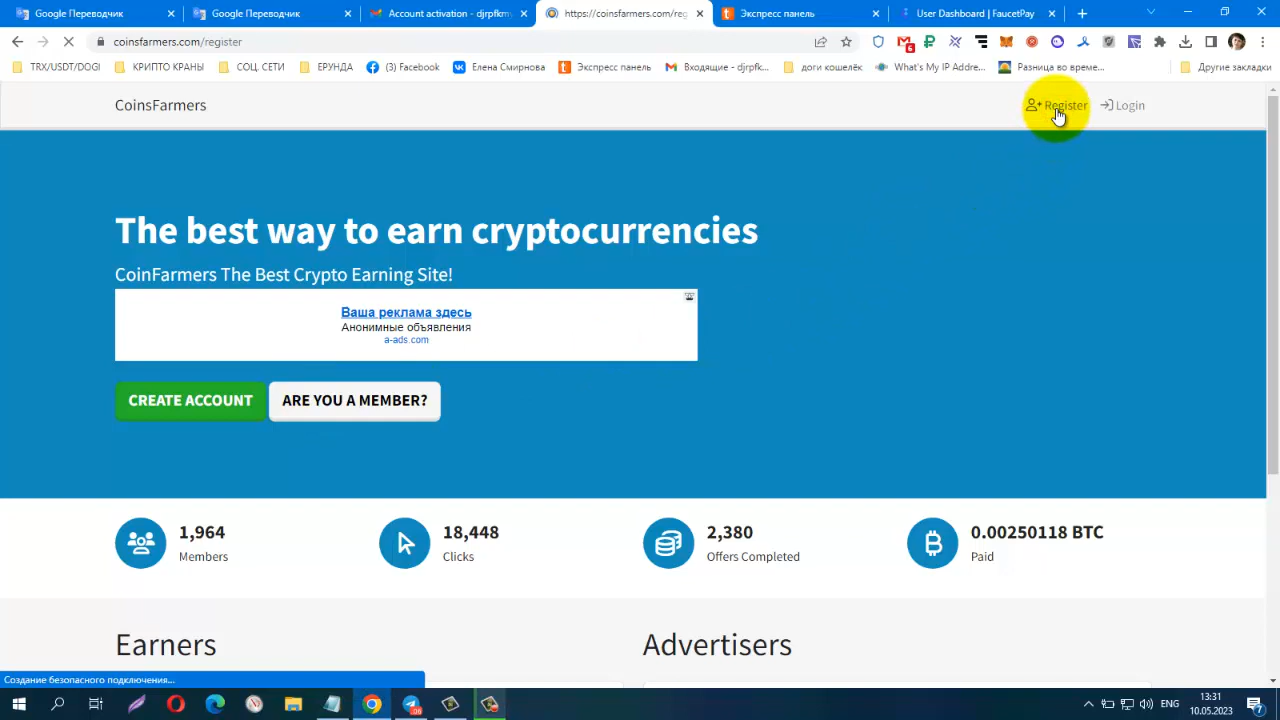 Google Переводчик
Google Переводчик
Account activation - djrpfkmy
https://coinsfarmers.com/reg
Экспресс панель
User Dashboard | FaucetPay
coinsfarmers.com/register
6
TRX/USDT/DOGI
КРИПТО КРАНЫ
СОЦ. СЕТИ
ЕРУНДА
(3) Facebook
Елена Смирнова
Экспресс панель
Входящие - djrpfk...
доги кошелёк
What's My IP Addre...
Разница во време...
Другие закладки
CoinsFarmers
Register
Login
The best way to earn cryptocurrencies
CoinFarmers The Best Crypto Earning Site!
Ваша реклама здесь
Анонимные объявления
a-ads.com
CREATE ACCOUNT
ARE YOU A MEMBER?
1,964
Members
18,448
Clicks
2,380
Offers Completed
0.00250118 BTC
Paid
Earners
Advertisers
Создание безопасного подключения...
ENG
13:31
10.05.2023